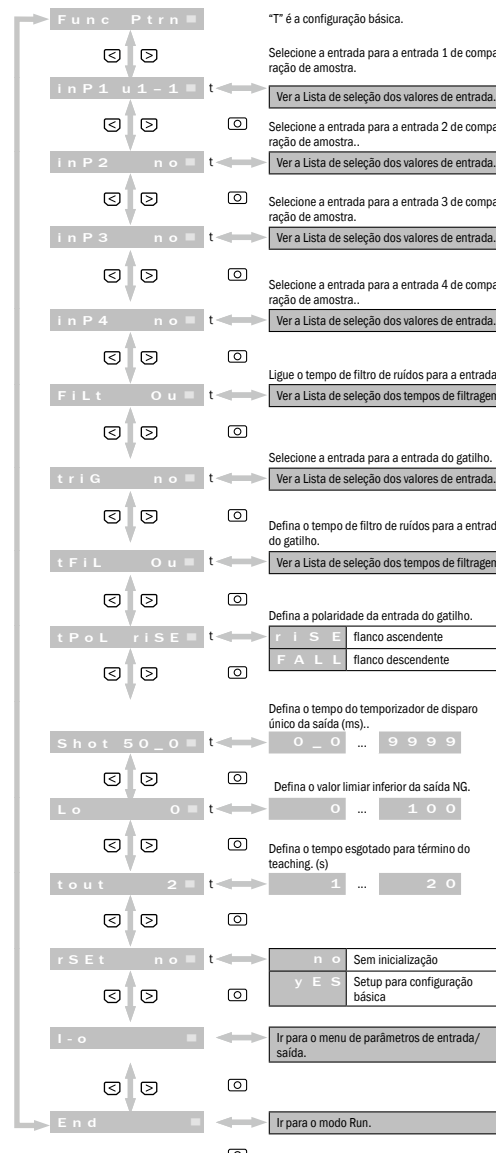 Func Ptrn
"T" é a configuração básica.
Selecione a entrada para a entrada 1 de compa
ração de amostra.
inP1 u1-1 t
Ver a Lista de seleção dos valores de entrada.
Selecione a entrada para a entrada 2 de compa
ração de amostra..
inP2 no t
Ver a Lista de seleção dos valores de entrada.
Selecione a entrada para a entrada 3 de compa
ração de amostra.
inP3 no t
Ver a Lista de seleção dos valores de entrada.
Selecione a entrada para a entrada 4 de compa
ração de amostra..
inP4 no t
Ver a Lista de seleção dos valores de entrada.
Ligue o tempo de filtro de ruídos para a entrada
FiLt Ou t
Ver a Lista de seleção dos tempos de filtragem
Selecione a entrada para a entrada do gatilho.
triG no t
Ver a Lista de seleção dos valores de entrada.
Defina o tempo de filtro de ruídos para a entrad
do gatilho.
tFiL Ou t
Ver a Lista de seleção dos tempos de filtragem
Defina a polaridade da entrada do gatilho.
tPoL riSE t
riSE flanco ascendente
FALL flanco descendente
Defina o tempo do temporizador de disparo
único da saída (ms)..
Shot 50_0 t
0_0 ... 9999
Defina o valor limiar inferior da saída NG.
Lo 0 t
0 ... 100
Defina o tempo esgotado para término do
teaching. (s)
tout 2 t
1 ... 20
rSEt no t
no Sem inicialização
yES Setup para configuração
básica
I-o
Ir para o menu de parâmetros de entrada/
saída.
End
Ir para o modo Run.